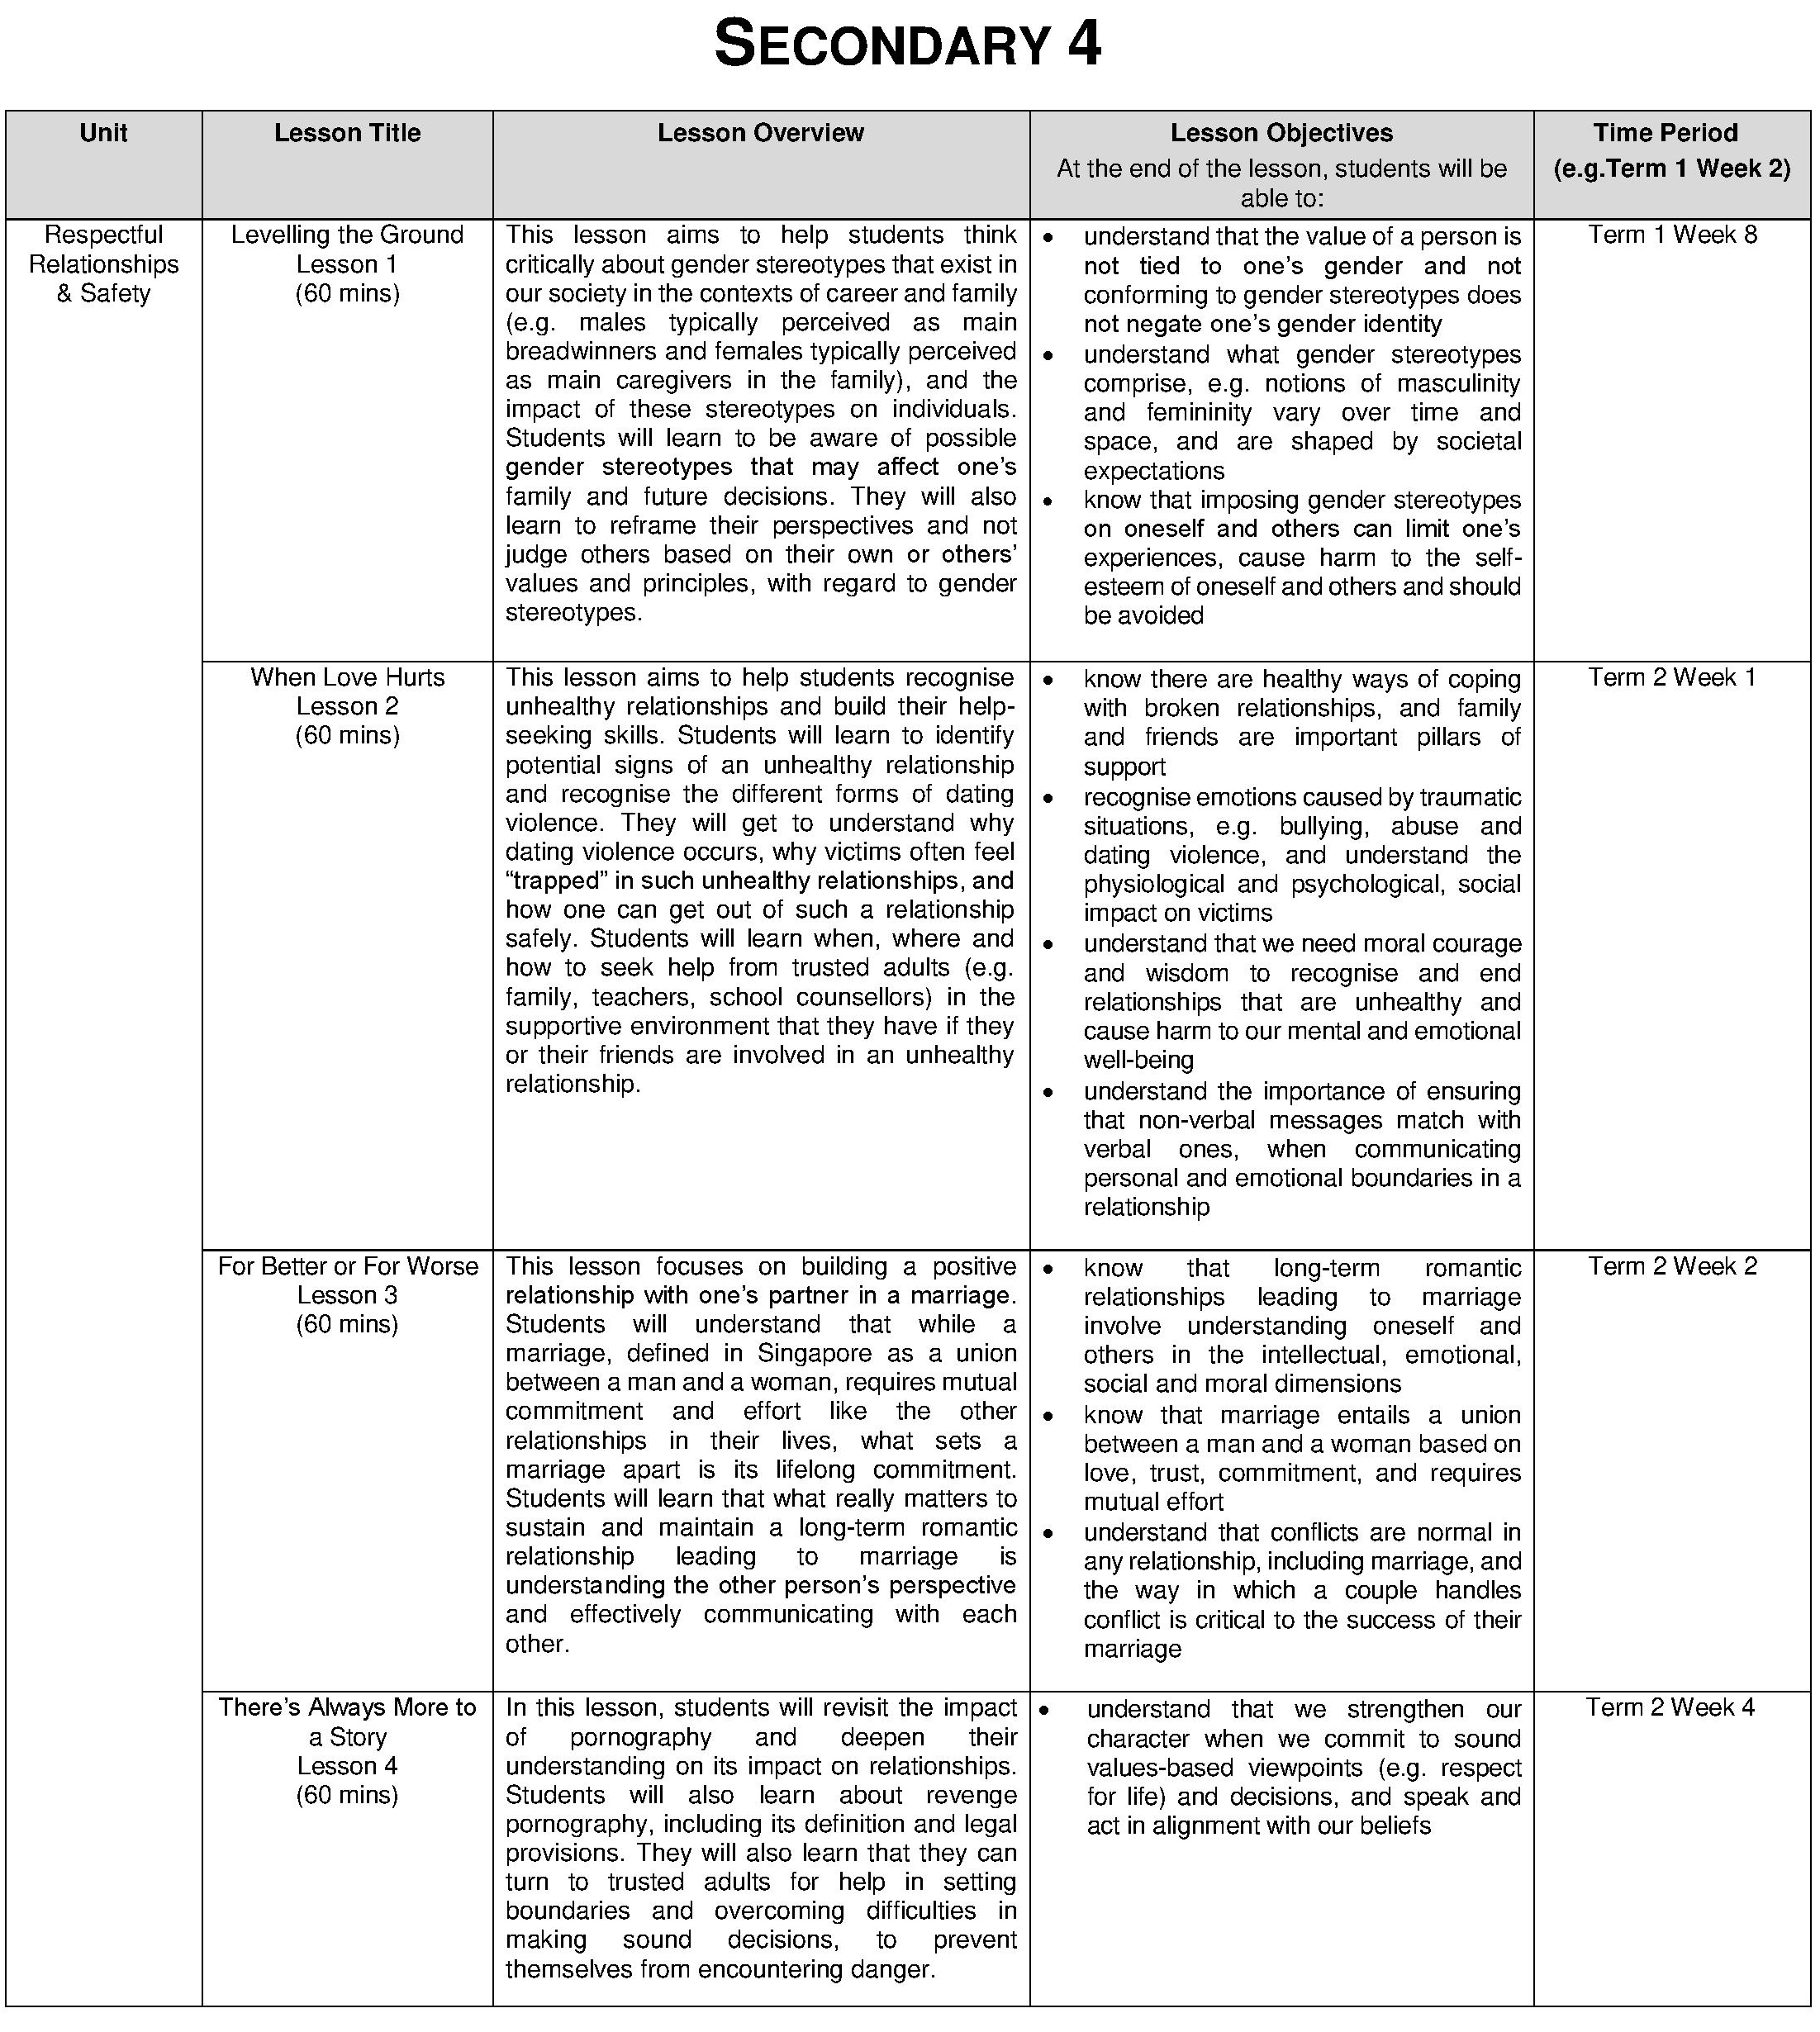 SECONDARY 4
Unit
Lesson Title
Lesson Overview
Lesson Objectives
At the end of the lesson, students will be
able to:
Time Period
(e.g.Term 1 Week 2)
Respectful
Relationships
& Safety
Levelling the Ground
Lesson 1
(60 mins)
This lesson aims to help students think
critically about gender stereotypes that exist in
our society in the contexts of career and family
(e.g. males typically perceived as main
breadwinners and females typically perceived
as main caregivers in the family), and the
impact of these stereotypes on individuals.
Students will learn to be aware of possible
gender stereotypes that may affect one’s
family and future decisions. They will also
learn to reframe their perspectives and not
judge others based on their own or others’
values and principles, with regard to gender
stereotypes.
• understand that the value of a person is
not tied to one’s gender and not
conforming to gender stereotypes does
not negate one’s gender identity
• understand what gender stereotypes
comprise, e.g. notions of masculinity
and femininity vary over time and
space, and are shaped by societal
expectations
• know that imposing gender stereotypes
on oneself and others can limit one’s
experiences, cause harm to the self-
esteem of oneself and others and should
be avoided
Term 1 Week 8
When Love Hurts
Lesson 2
(60 mins)
This lesson aims to help students recognise
unhealthy relationships and build their help-
seeking skills. Students will learn to identify
potential signs of an unhealthy relationship
and recognise the different forms of dating
violence. They will get to understand why
dating violence occurs, why victims often feel
“trapped” in such unhealthy relationships, and
how one can get out of such a relationship
safely. Students will learn when, where and
how to seek help from trusted adults (e.g.
family, teachers, school counsellors) in the
supportive environment that they have if they
or their friends are involved in an unhealthy
relationship.
• know there are healthy ways of coping
with broken relationships, and family
and friends are important pillars of
support
• recognise emotions caused by traumatic
situations, e.g. bullying, abuse and
dating violence, and understand the
physiological and psychological, social
impact on victims
• understand that we need moral courage
and wisdom to recognise and end
relationships that are unhealthy and
cause harm to our mental and emotional
well-being
• understand the importance of ensuring
that non-verbal messages match with
verbal ones, when communicating
personal and emotional boundaries in a
relationship
Term 2 Week 1
For Better or For Worse
Lesson 3
(60 mins)
This lesson focuses on building a positive
relationship with one’s partner in a marriage.
Students will understand that while a
marriage, defined in Singapore as a union
between a man and a woman, requires mutual
commitment and effort like the other
relationships in their lives, what sets a
marriage apart is its lifelong commitment.
Students will learn that what really matters to
sustain and maintain a long-term romantic
relationship leading to marriage is
understanding the other person’s perspective
and effectively communicating with each
other.
• know that long-term romantic
relationships leading to marriage
involve understanding oneself and
others in the intellectual, emotional,
social and moral dimensions
• know that marriage entails a union
between a man and a woman based on
love, trust, commitment, and requires
mutual effort
• understand that conflicts are normal in
any relationship, including marriage, and
the way in which a couple handles
conflict is critical to the success of their
marriage
Term 2 Week 2
There’s Always More to
a Story
Lesson 4
(60 mins)
In this lesson, students will revisit the impact
of pornography and deepen their
understanding on its impact on relationships.
Students will also learn about revenge
pornography, including its definition and legal
provisions. They will also learn that they can
turn to trusted adults for help in setting
boundaries and overcoming difficulties in
making sound decisions, to prevent
themselves from encountering danger.
• understand that we strengthen our
character when we commit to sound
values-based viewpoints (e.g. respect
for life) and decisions, and speak and
act in alignment with our beliefs
Term 2 Week 4